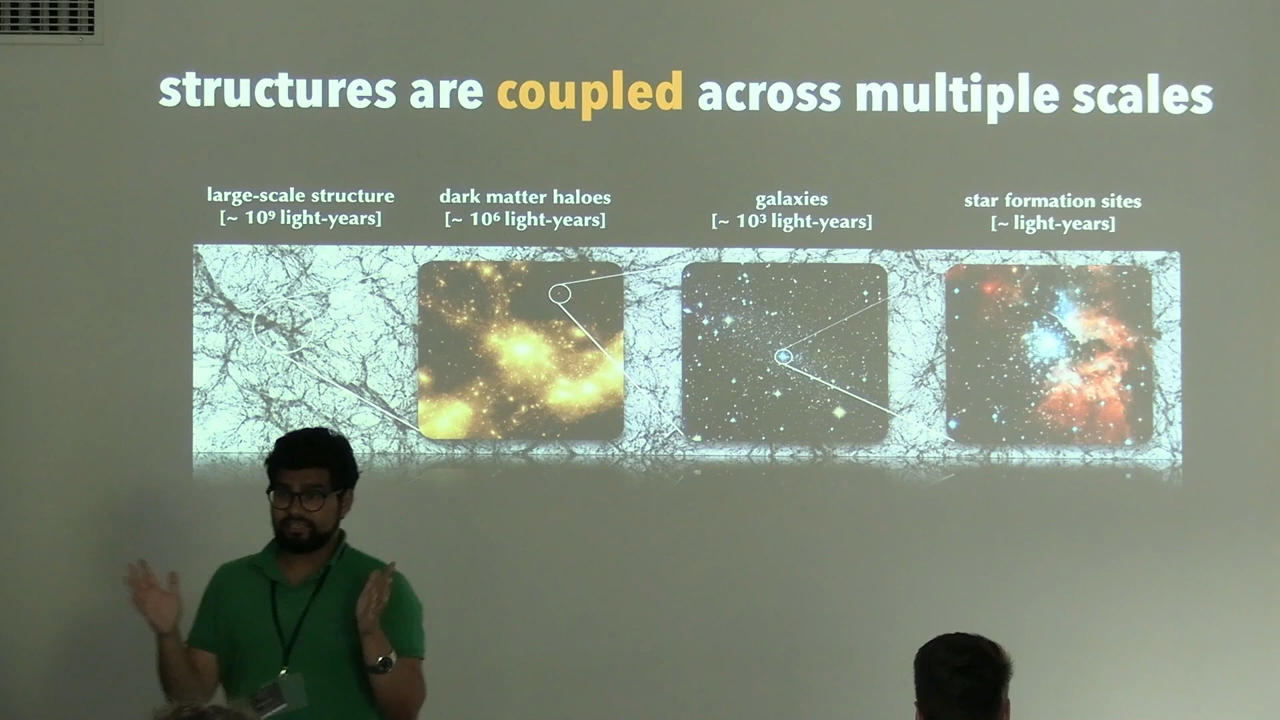 structures are coupled across multiple scales
large-scale structure
[~ 10⁹ light-years]
dark matter haloes
[~ 10⁶ light-years]
galaxies
[~ 10³ light-years]
star formation sites
[~ light-years]